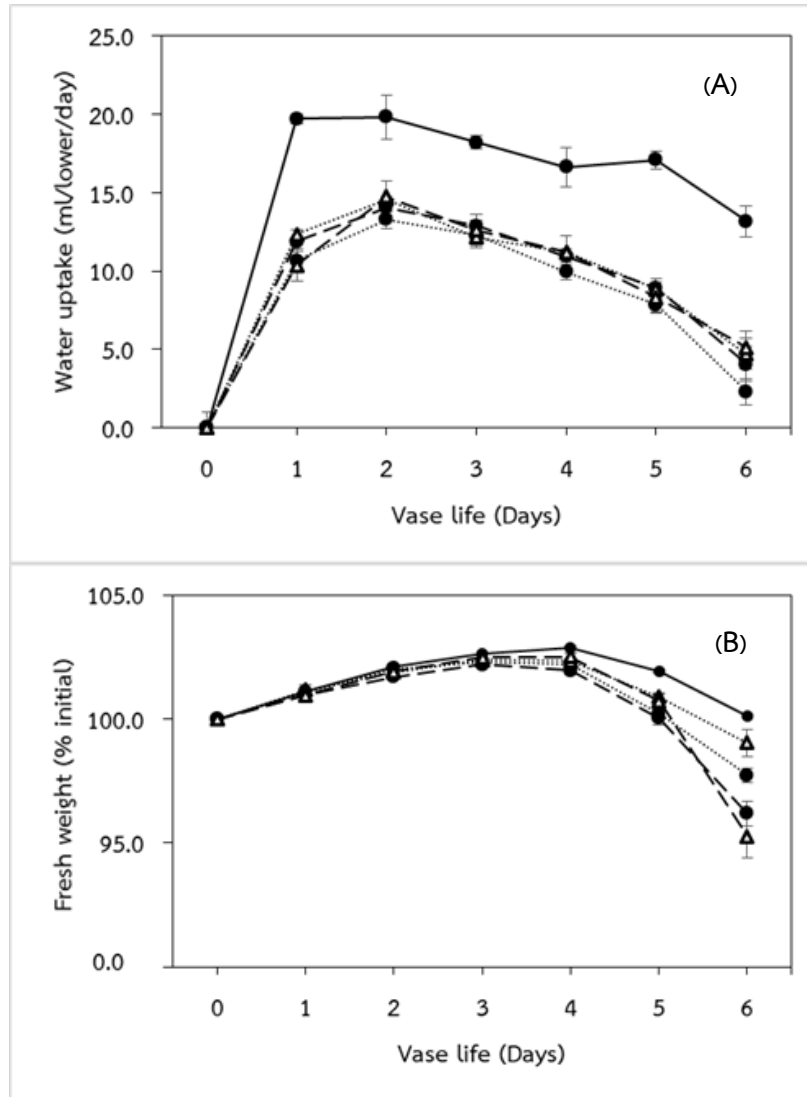 (A)
Water uptake (ml/lower/day)
25.0
20.0
15.0
10.0
5.0
0.0
0 1 2 3 4 5 6
Vase life (Days)
(B)
Fresh weight (% initial)
105.0
100.0
95.0
0.0
0 1 2 3 4 5 6
Vase life (Days)